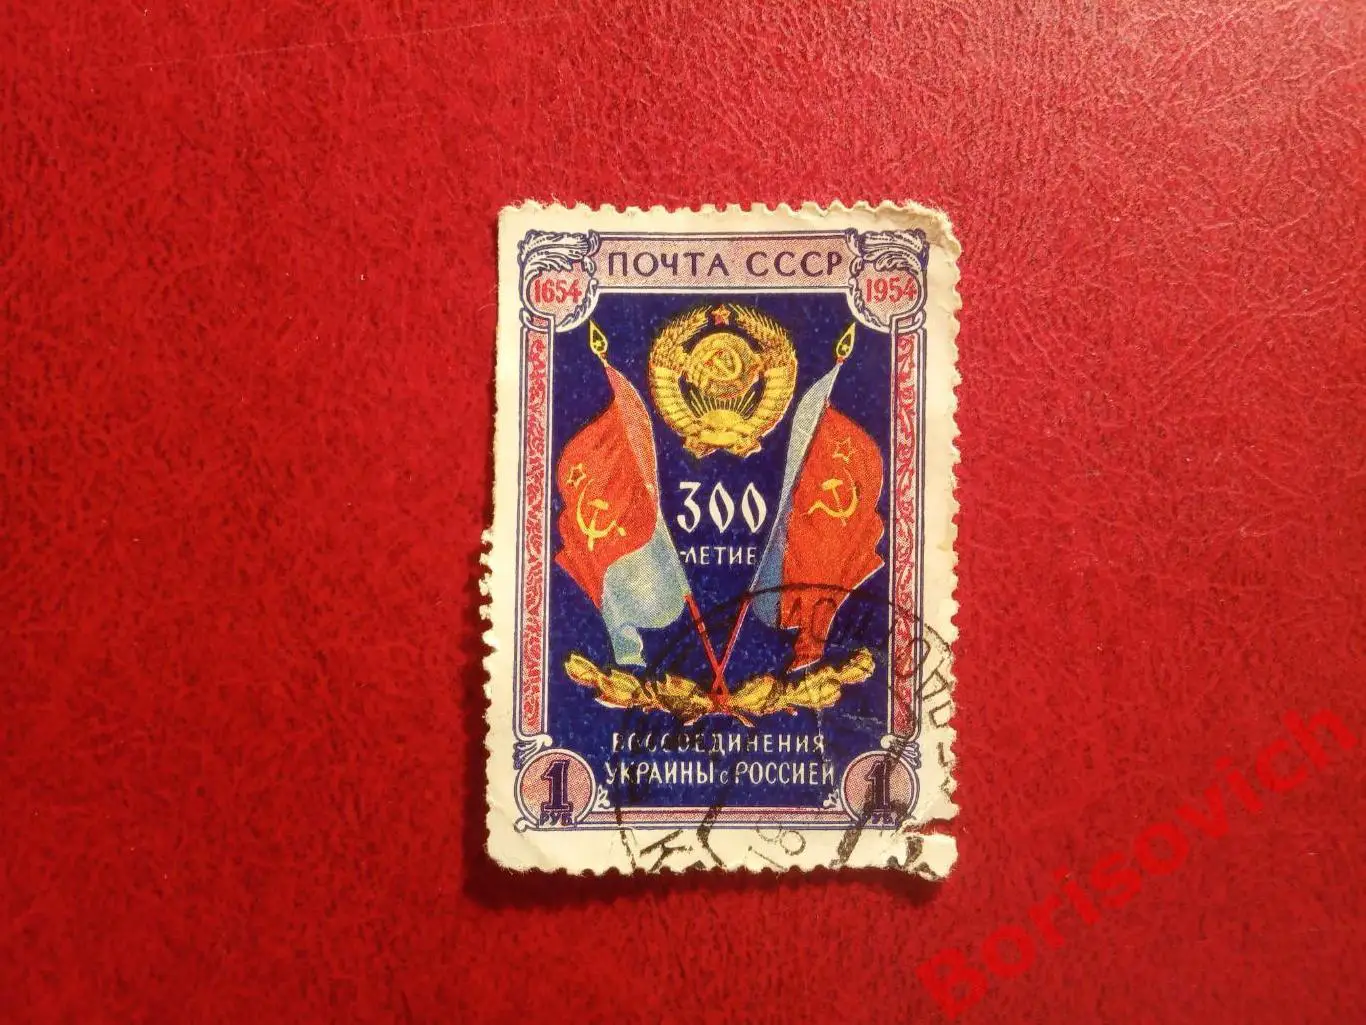 ПОЧТА СССР
1654 1954
300
-ЛЕТИЕ
ВОССОЕДИНЕНИЯ
УКРАИНЫ с РОССИЕЙ
1 РУБ. 1 РУБ.
Borisovich